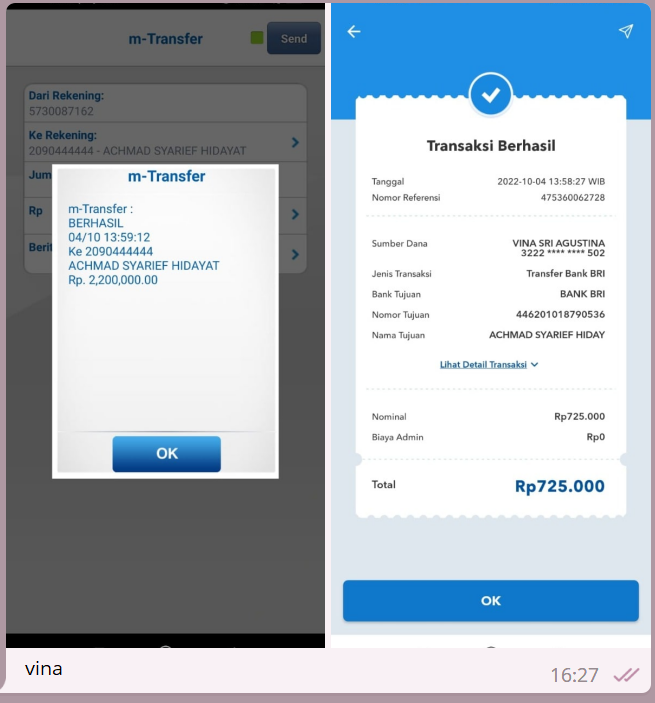 m-Transfer
Send
Dari Rekening:
5730087162
Ke Rekening:
2090444444 - ACHMAD SYARIEF HIDAYAT
Jum
Rp
Berit
m-Transfer
m-Transfer :
BERHASIL
04/10 13:59:12
Ke 2090444444
ACHMAD SYARIEF HIDAYAT
Rp. 2,200,000.00
OK
Transaksi Berhasil
Tanggal 2022-10-04 13:58:27 WIB
Nomor Referensi 475360062728
Sumber Dana VINA SRI AGUSTINA
3222 **** **** 502
Jenis Transaksi Transfer Bank BRI
Bank Tujuan BANK BRI
Nomor Tujuan 446201018790536
Nama Tujuan ACHMAD SYARIEF HIDAY
Lihat Detail Transaksi
Nominal Rp725.000
Biaya Admin Rp0
Total Rp725.000
OK
vina
16:27